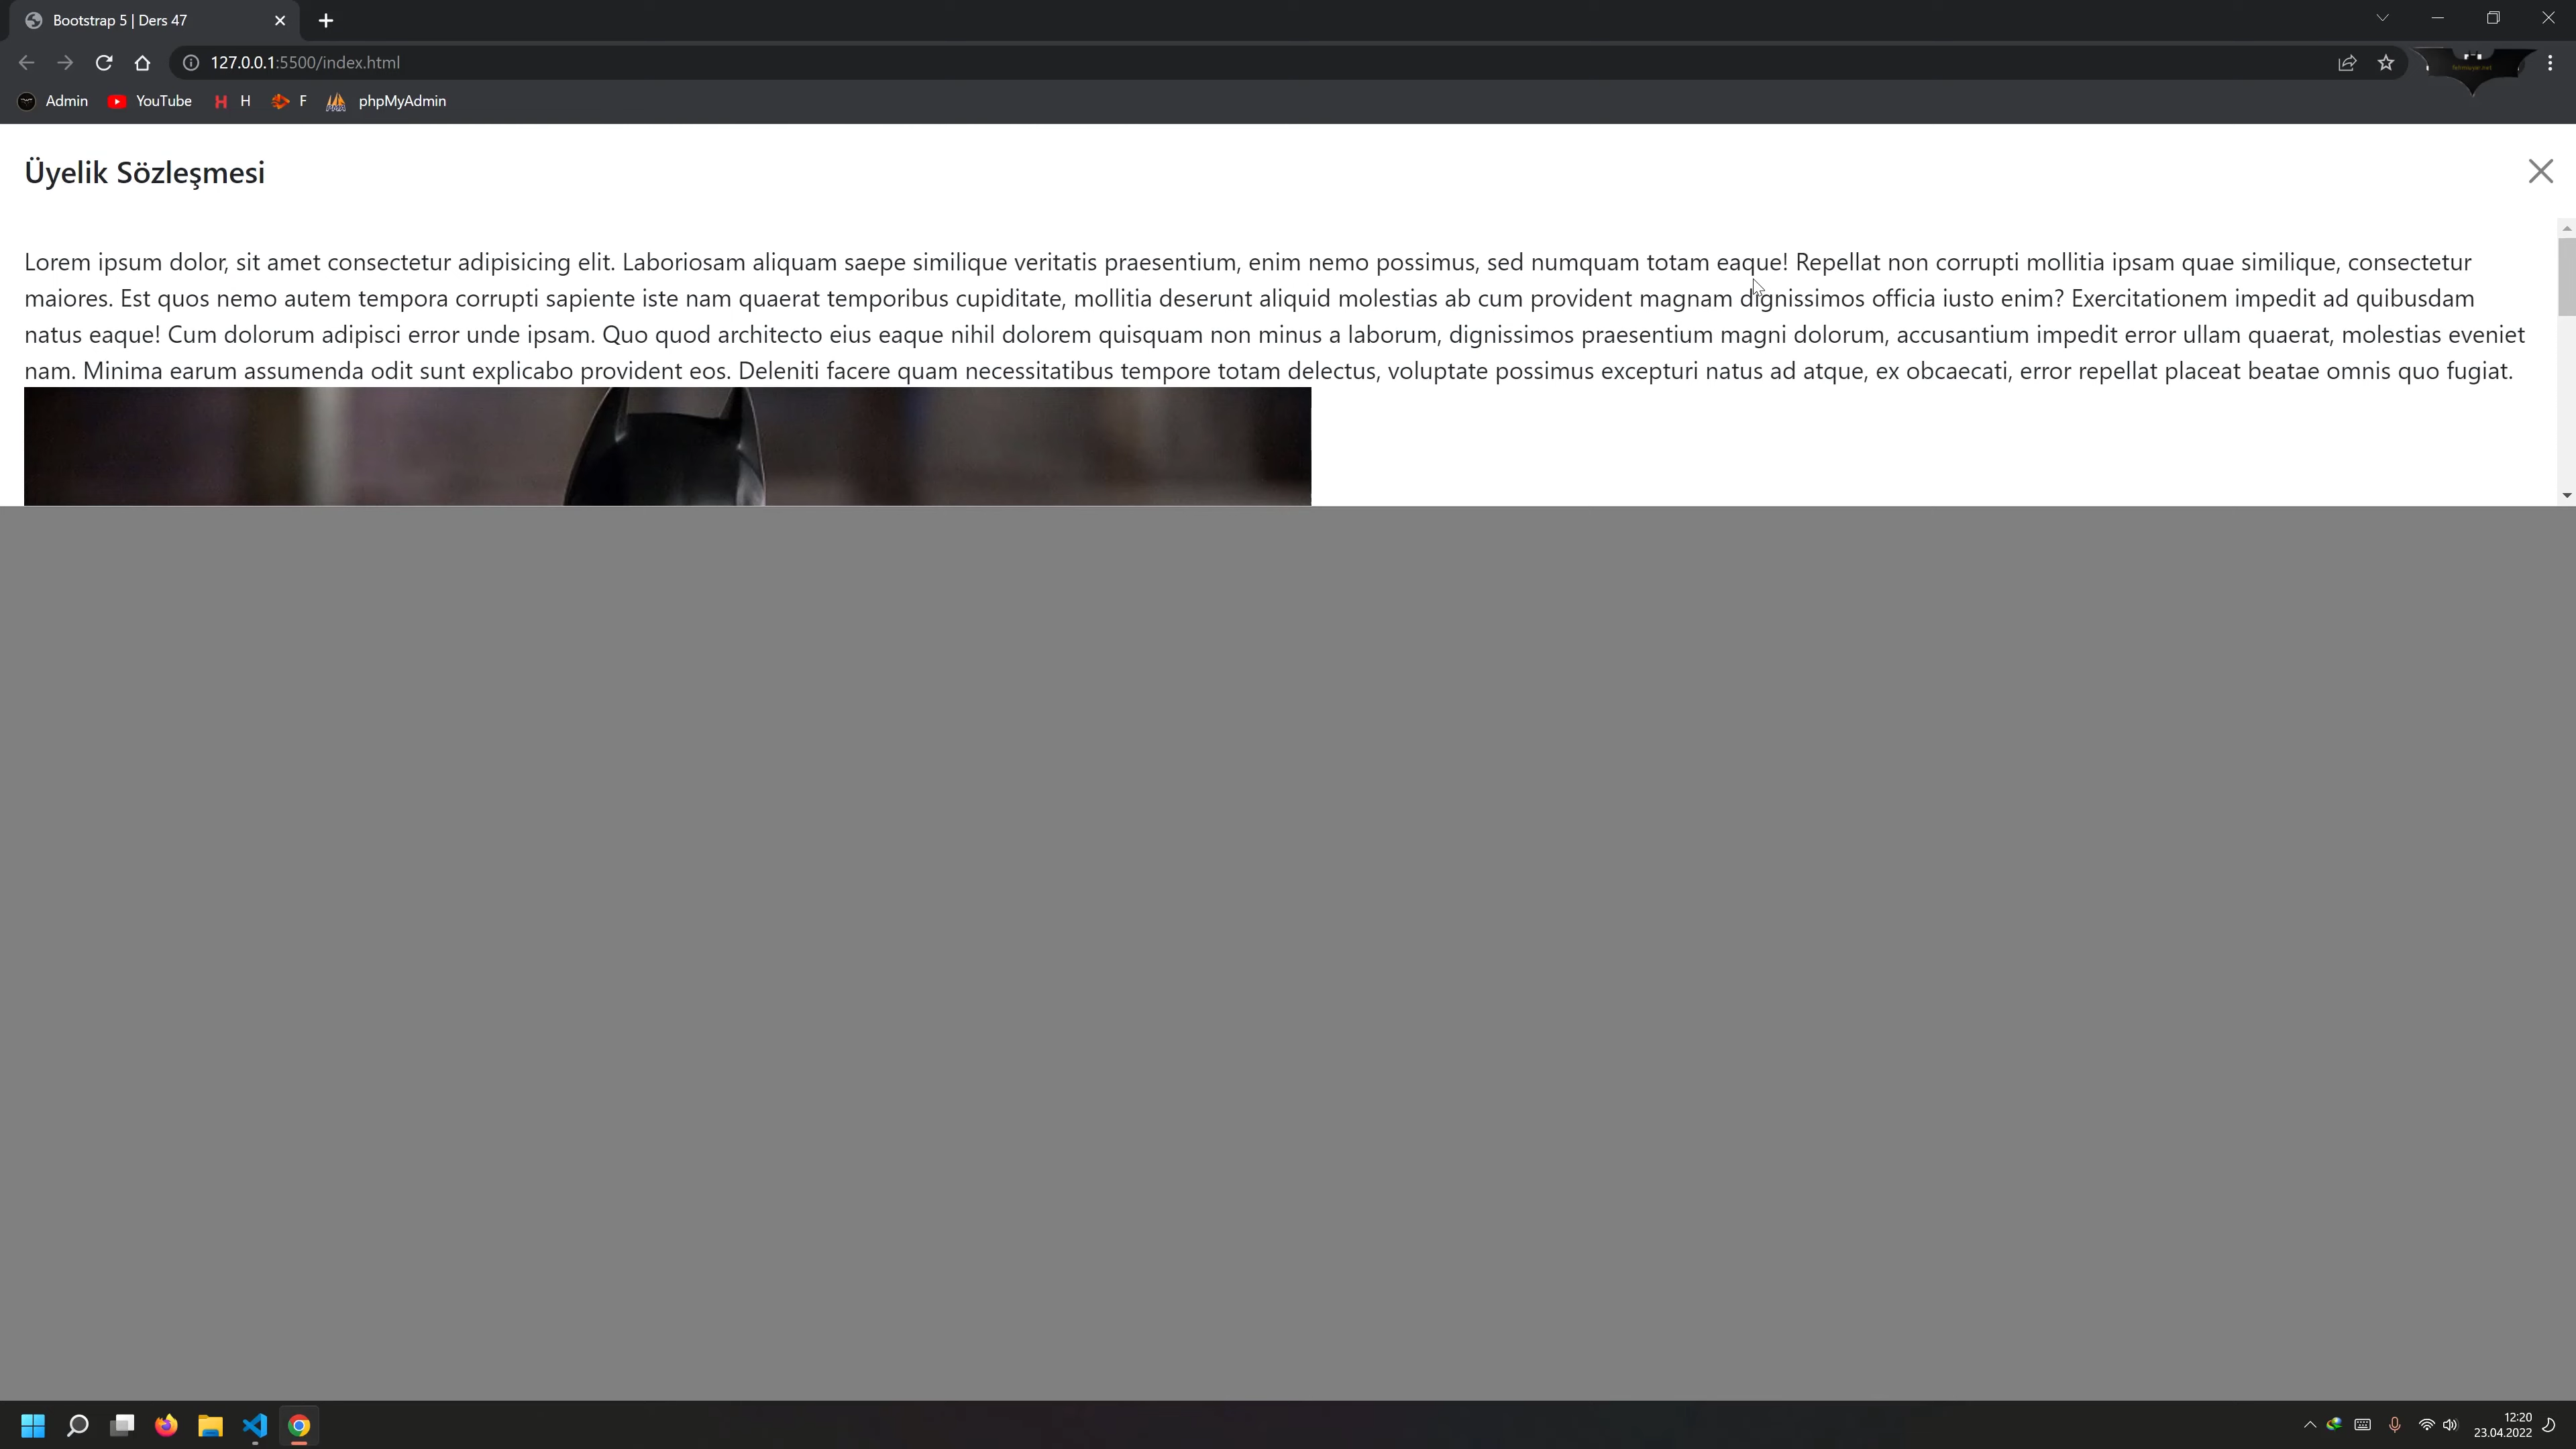 Bootstrap 5 | Ders 47
127.0.0.1:5500/index.html
Admin YouTube H F phpMyAdmin
Üyelik Sözleşmesi
Lorem ipsum dolor, sit amet consectetur adipisicing elit. Laboriosam aliquam saepe similique veritatis praesentium, enim nemo possimus, sed numquam totam eaque! Repellat non corrupti mollitia ipsam quae similique, consectetur
maiores. Est quos nemo autem tempora corrupti sapiente iste nam quaerat temporibus cupiditate, mollitia deserunt aliquid molestias ab cum provident magnam dignissimos officia iusto enim? Exercitationem impedit ad quibusdam
natus eaque! Cum dolorum adipisci error unde ipsam. Quo quod architecto eius eaque nihil dolorem quisquam non minus a laborum, dignissimos praesentium magni dolorum, accusantium impedit error ullam quaerat, molestias eveniet
nam. Minima earum assumenda odit sunt explicabo provident eos. Deleniti facere quam necessitatibus tempore totam delectus, voluptate possimus excepturi natus ad atque, ex obcaecati, error repellat placeat beatae omnis quo fugiat.
12:20
23.04.2022